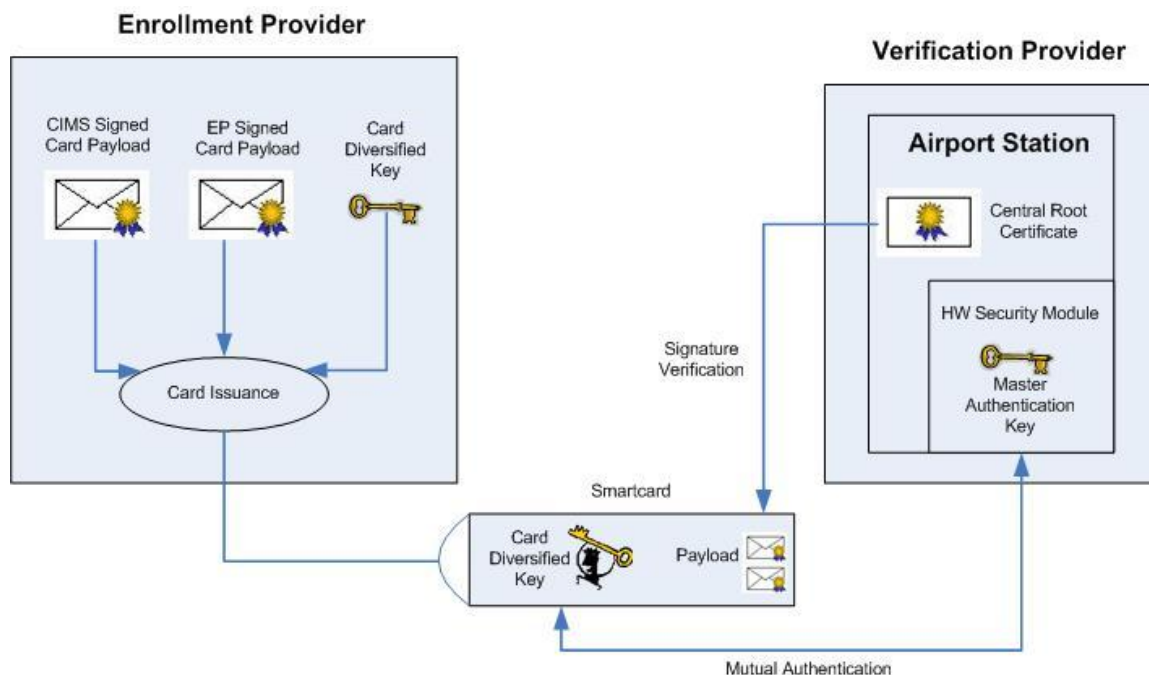 Enrollment Provider
Verification Provider
CIMS Signed
Card Payload
EP Signed
Card Payload
Card
Diversified
Key
Card Issuance
Airport Station
Central Root
Certificate
HW Security Module
Master
Authentication
Key
Signature
Verification
Smartcard
Card
Diversified
Key
Payload
Mutual Authentication